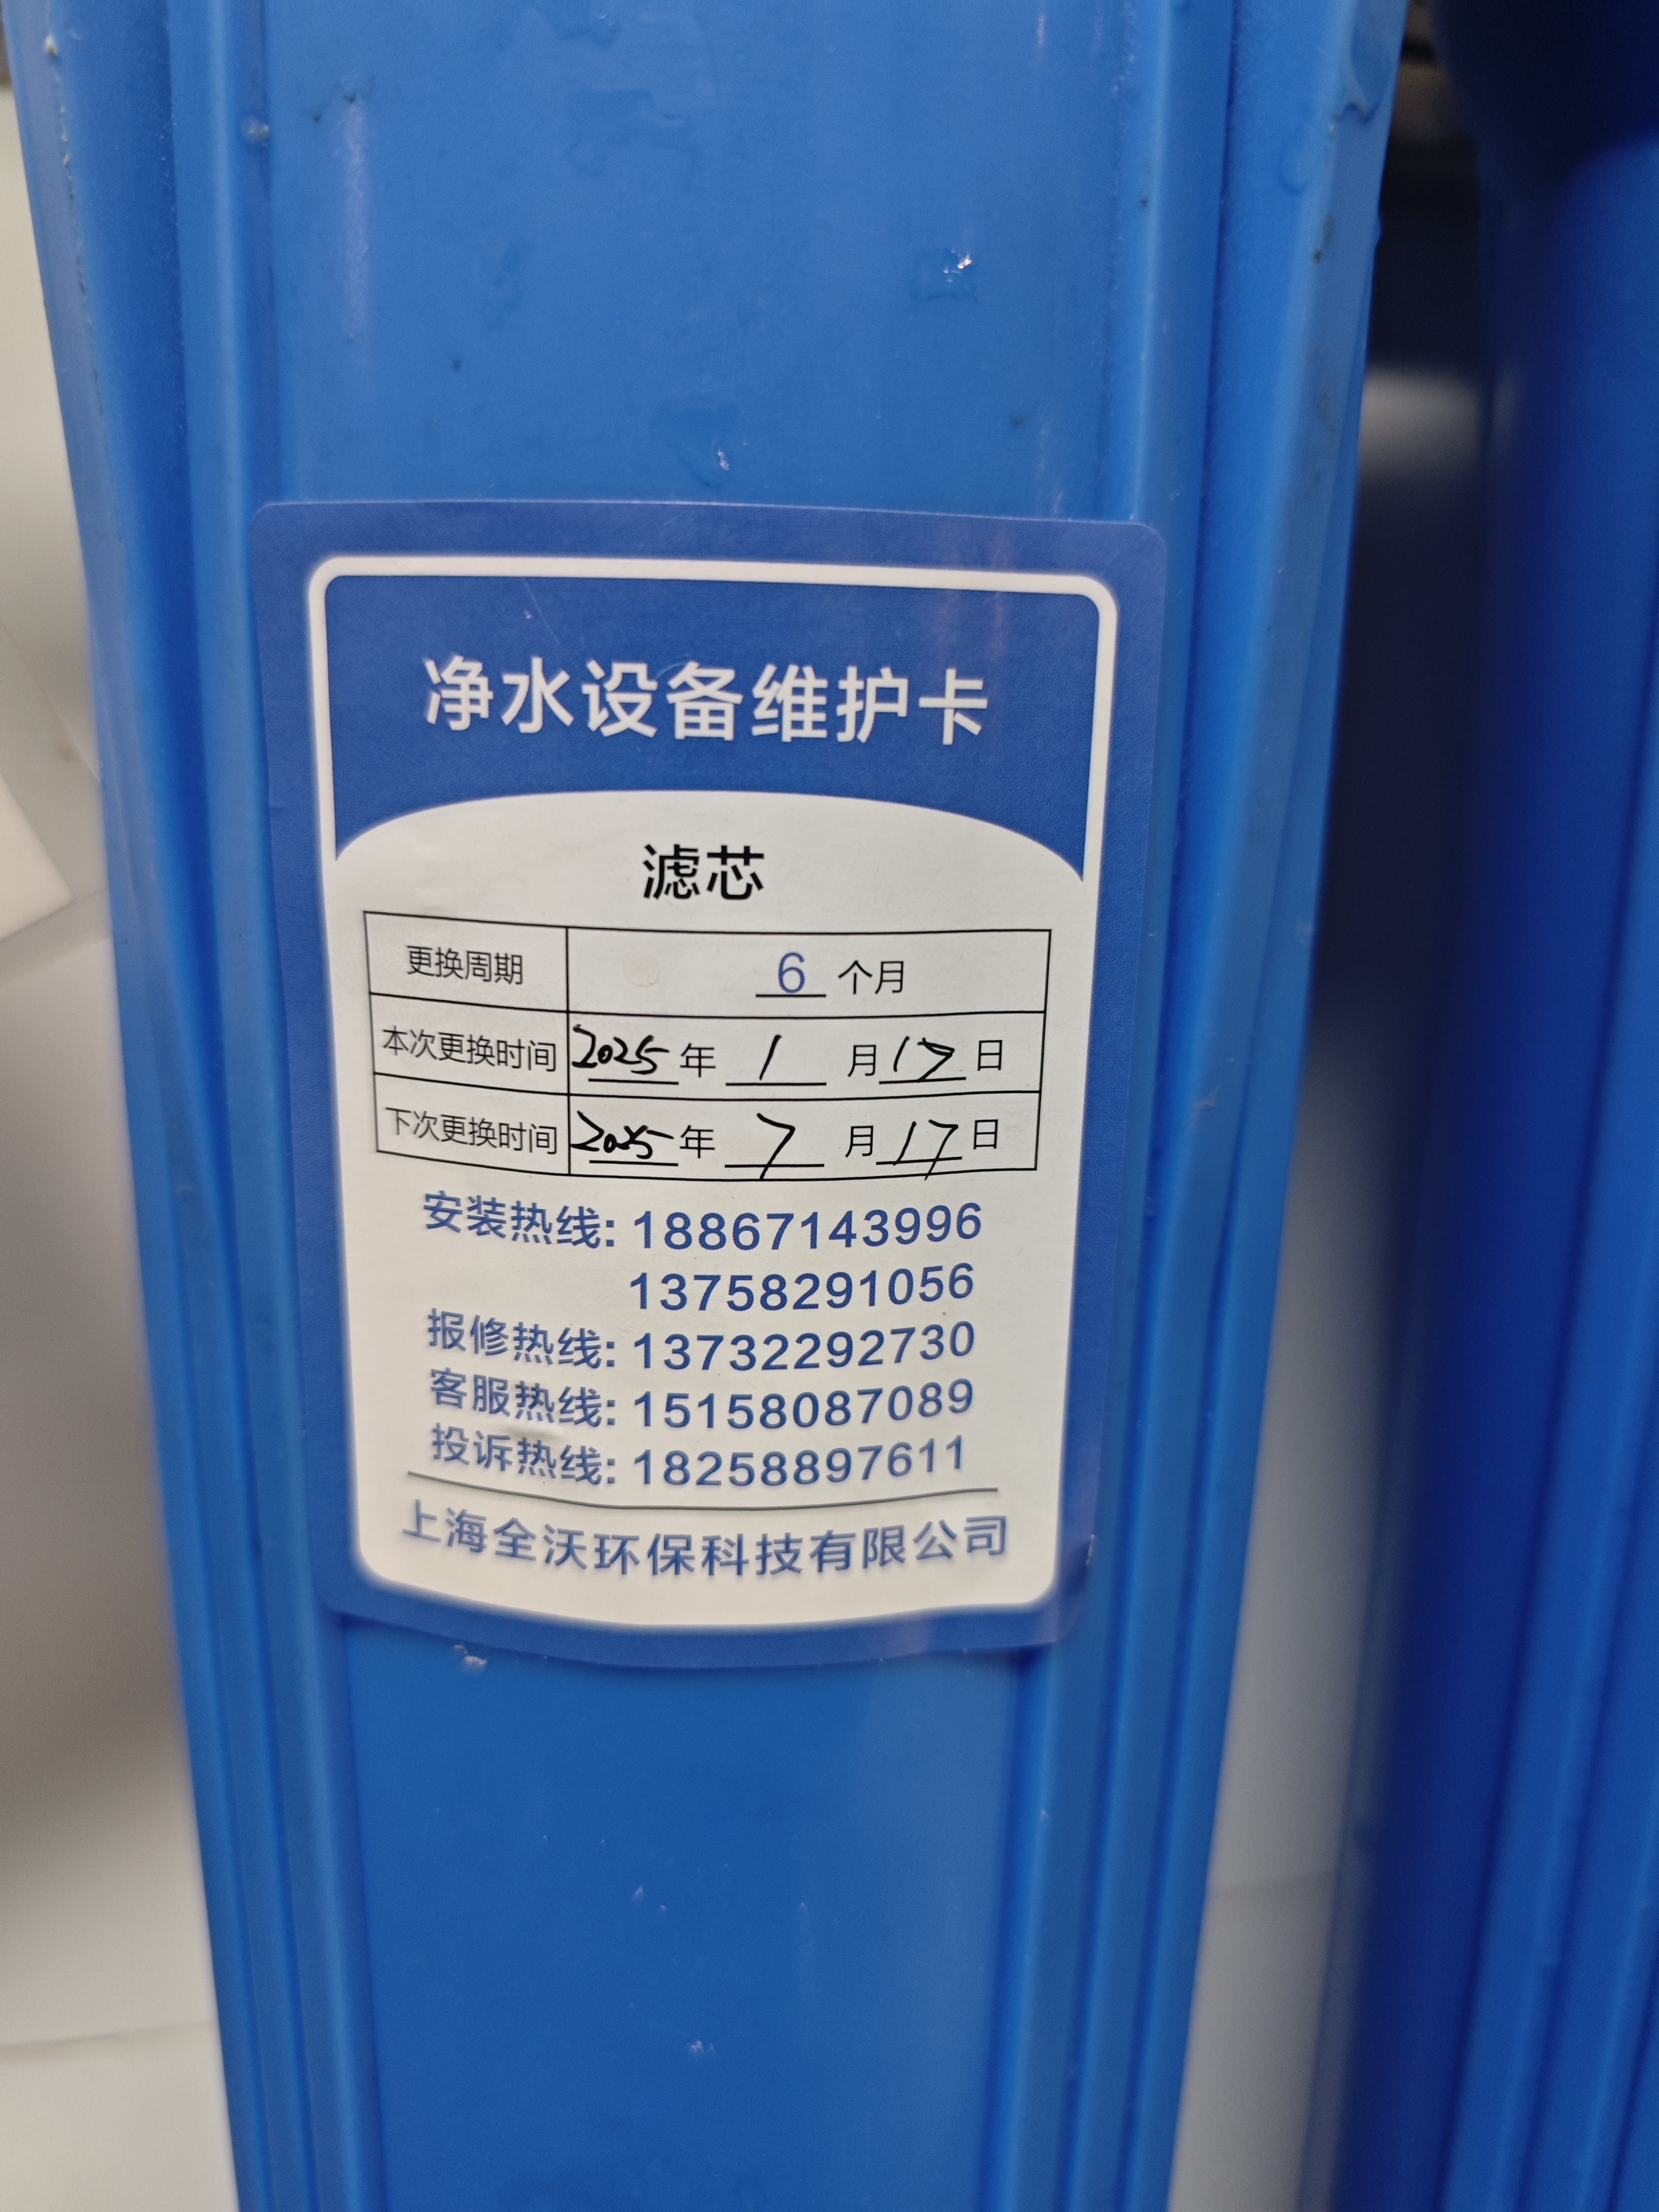 净水设备维护卡
滤芯
更换周期 6 个月
本次更换时间 2025 年 1 月 17 日
下次更换时间 2025 年 7 月 17 日
安装热线: 18867143996
13758291056
报修热线: 13732292730
客服热线: 15158087089
投诉热线: 18258897611
上海全沃环保科技有限公司